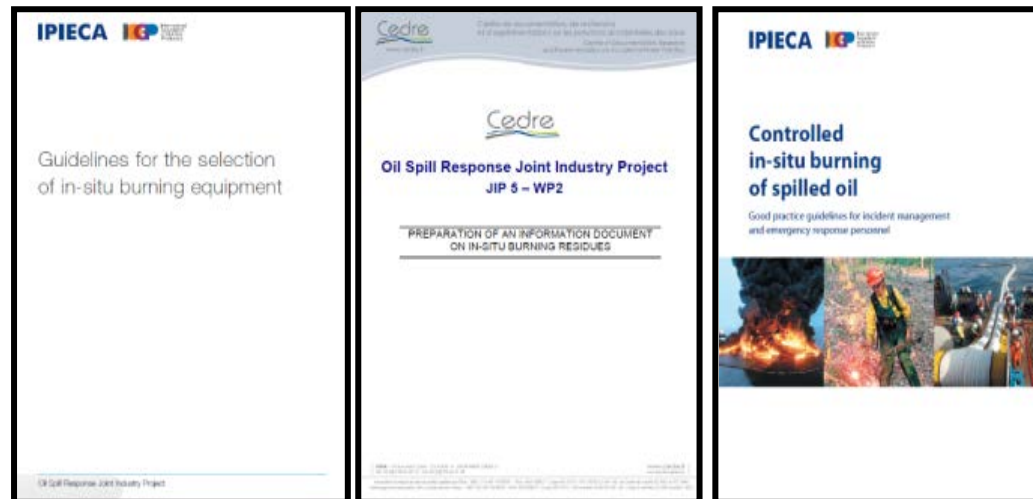 IPIECA
Guidelines for the selection
of in-situ burning equipment
Oil Spill Response Joint Industry Project
Cedre
Cedre
Oil Spill Response Joint Industry Project
JIP 5 – WP2
PREPARATION OF AN INFORMATION DOCUMENT
ON IN-SITU BURNING RESIDUES
IPIECA
Controlled
in-situ burning
of spilled oil
Good practice guidelines for incident management
and emergency response personnel